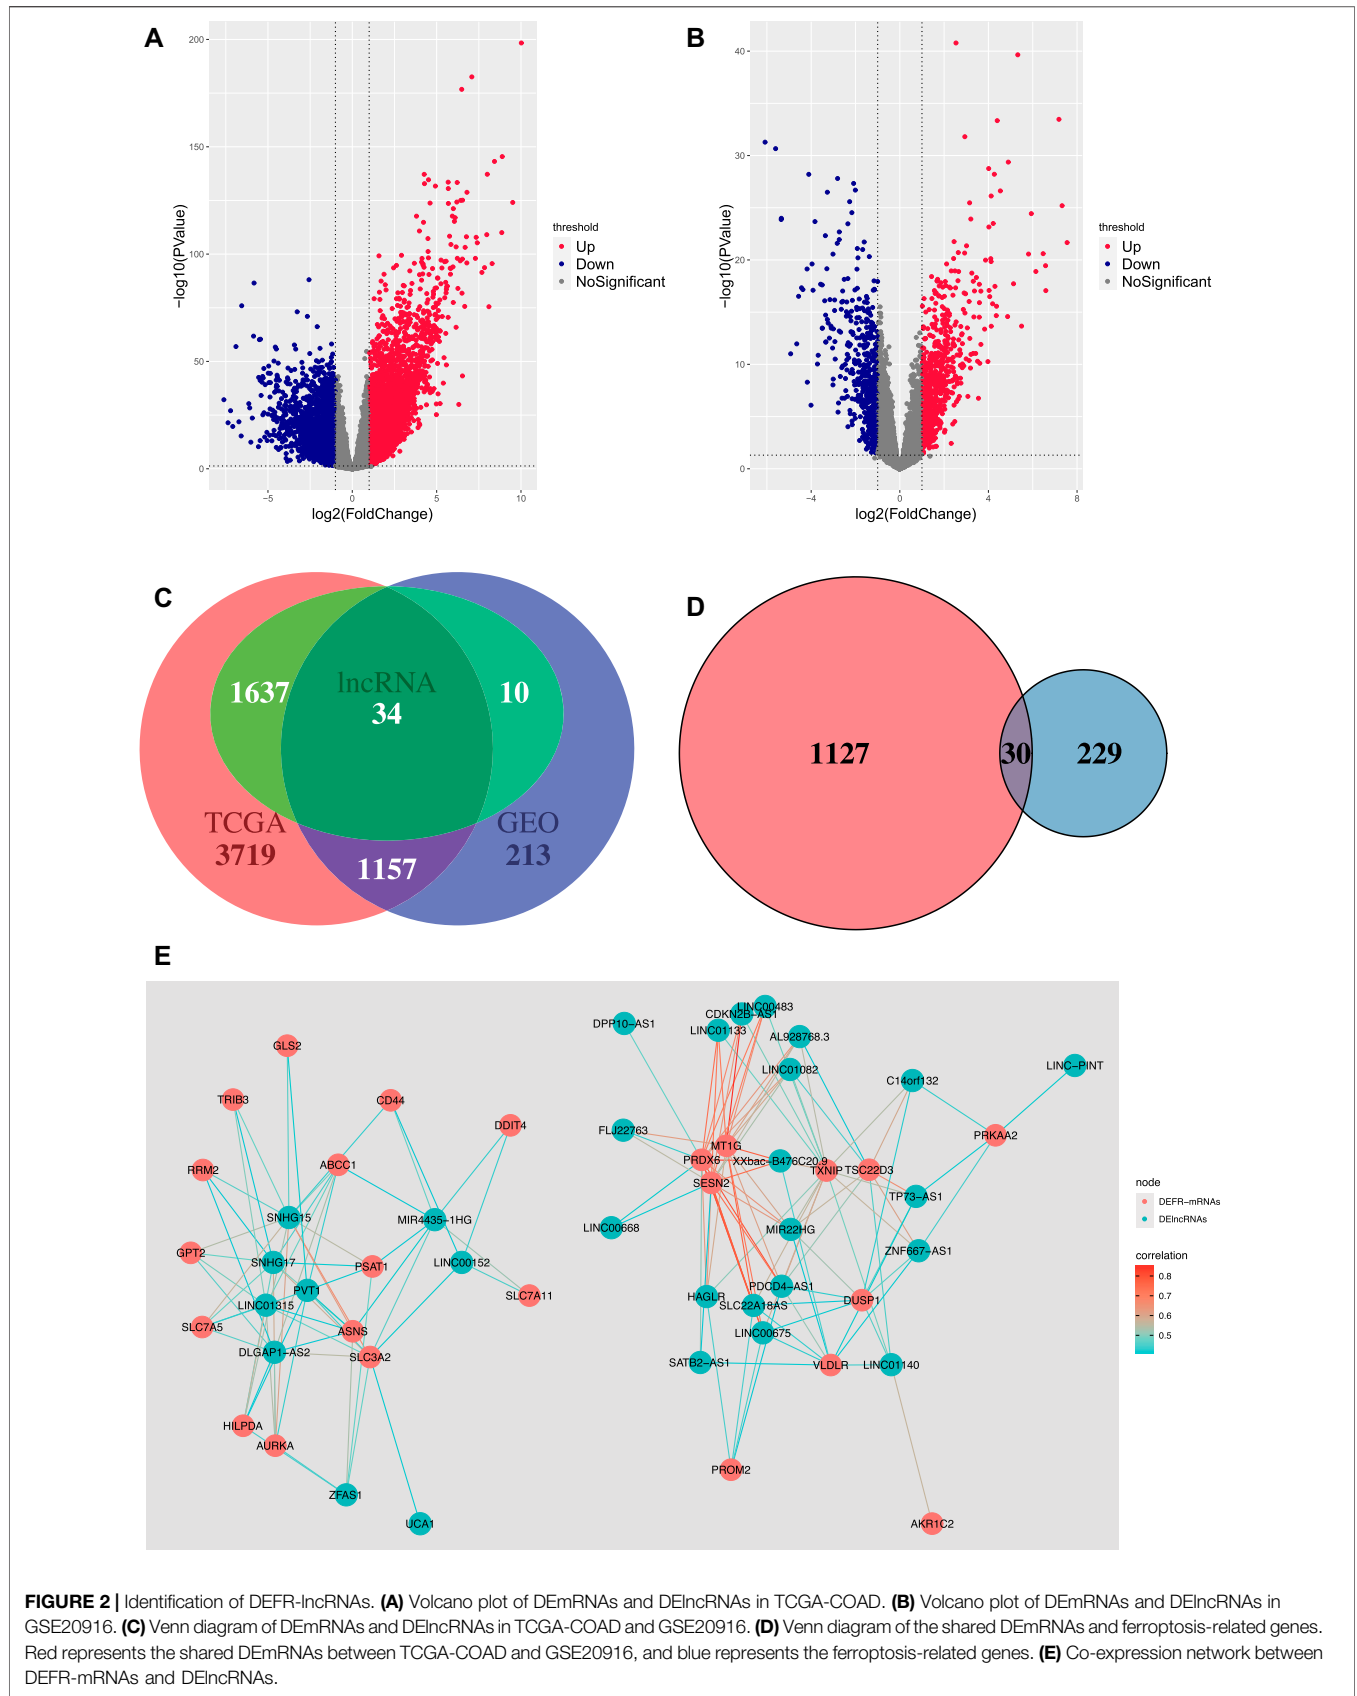 A
200
150
100
50
0
−5
0
5
10
−log10(PValue)
log2(FoldChange)
threshold
Up
Down
NoSignificant
B
40
30
20
10
0
−4
0
4
8
−log10(PValue)
log2(FoldChange)
threshold
Up
Down
NoSignificant
C
1637
lncRNA
34
10
TCGA
3719
1157
GEO
213
D
1127
30
229
E
GLS2
TRIB3
CD44
DDIT4
RRM2
ABCC1
SNHG15
MIR4435−1HG
GPT2
SNHG17
PSAT1
LINC00152
PVT1
SLC7A11
LINC01315
SLC7A5
ASNS
DLGAP1−AS2
SLC3A2
HILPDA
AURKA
ZFAS1
UCA1
LINC00483
CDKN2B−AS1
DPP10−AS1
LINC01133
AL928768.3
LINC01082
LINC−PINT
C14orf132
FLJ22763
MT1G
PRKAA2
PRDX6
XXbac−B476C20.9
TXNIP
TSC22D3
SESN2
TP73−AS1
LINC00668
MIR22HG
ZNF667−AS1
PDCD4−AS1
HAGLR
SLC22A18AS
DUSP1
LINC00675
SATB2−AS1
VLDLR
LINC01140
PROM2
AKR1C2
node
DEFR−mRNAs
DElncRNAs
correlation
0.8
0.7
0.6
0.5
FIGURE 2 | Identification of DEFR-lncRNAs. (A) Volcano plot of DEmRNAs and DElncRNAs in TCGA-COAD. (B) Volcano plot of DEmRNAs and DElncRNAs in
GSE20916. (C) Venn diagram of DEmRNAs and DElncRNAs in TCGA-COAD and GSE20916. (D) Venn diagram of the shared DEmRNAs and ferroptosis-related genes.
Red represents the shared DEmRNAs between TCGA-COAD and GSE20916, and blue represents the ferroptosis-related genes. (E) Co-expression network between
DEFR-mRNAs and DElncRNAs.